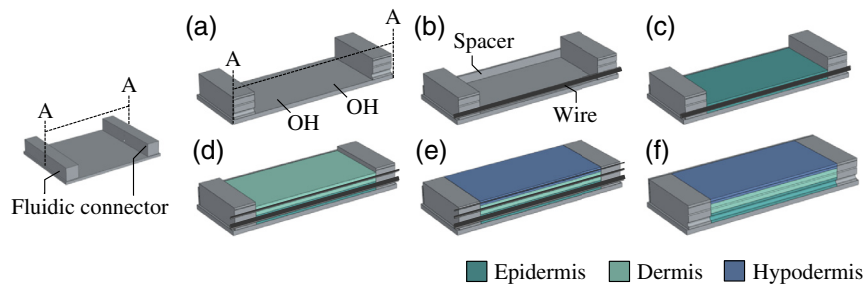 (a)
(b)
(c)
A
A
Spacer
A
A
OH
OH
Wire
(d)
(e)
(f)
Fluidic connector
Epidermis
Dermis
Hypodermis